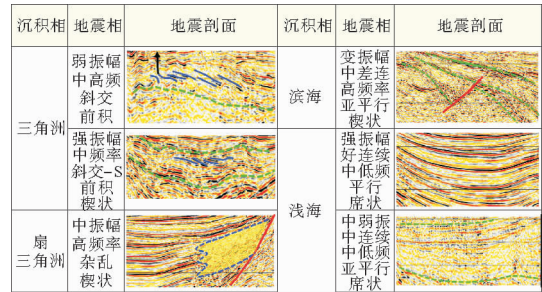 沉积相 地震相 地震剖面 沉积相 地震相 地震剖面
三角洲
弱振幅
中高频
斜交
前积
强振幅
中频率
斜交-S
前积
楔状
扇
三角洲
中振幅
高频率
杂乱
楔状
滨海
变振幅
中差连
高频率
亚平行
楔状
浅海
强振幅
好连续
中低频
平行
席状
中弱振
中连续
中低频
亚平行
席状